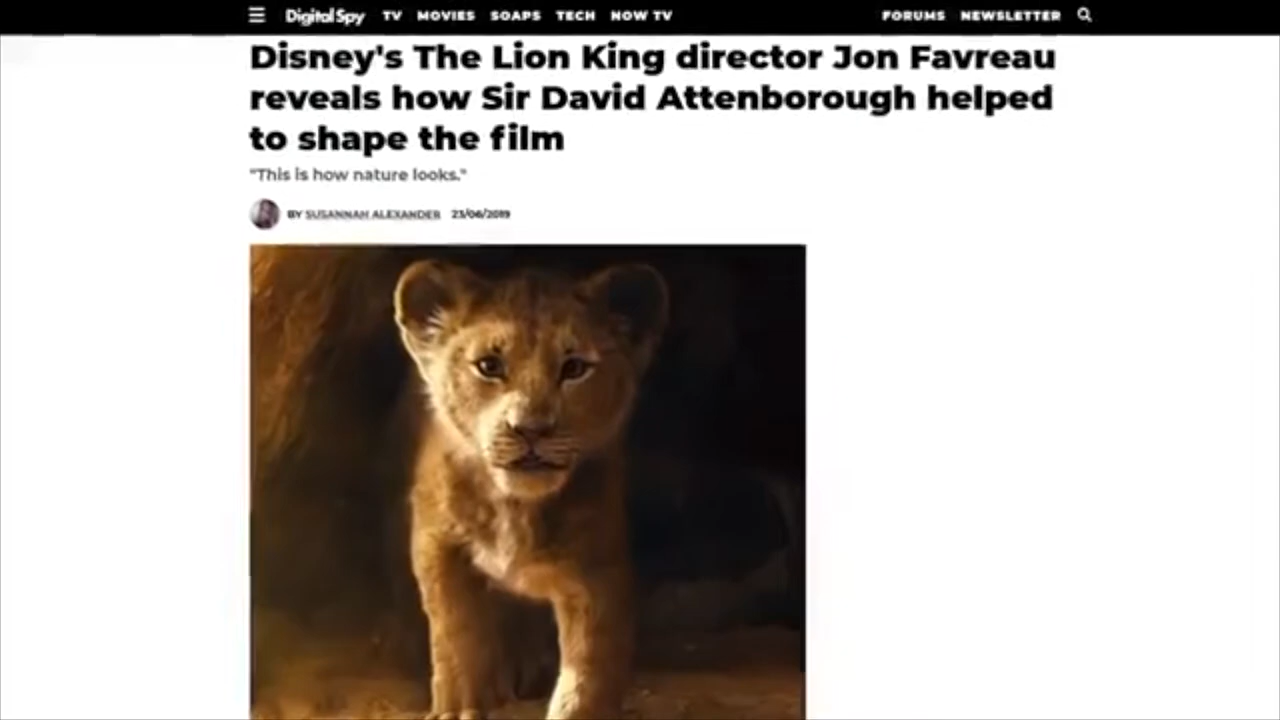 Digital Spy TV MOVIES SOAPS TECH NOW TV FORUMS NEWSLETTER
Disney's The Lion King director Jon Favreau
reveals how Sir David Attenborough helped
to shape the film
"This is how nature looks."
BY SUSANNAH ALEXANDER 23/06/2019